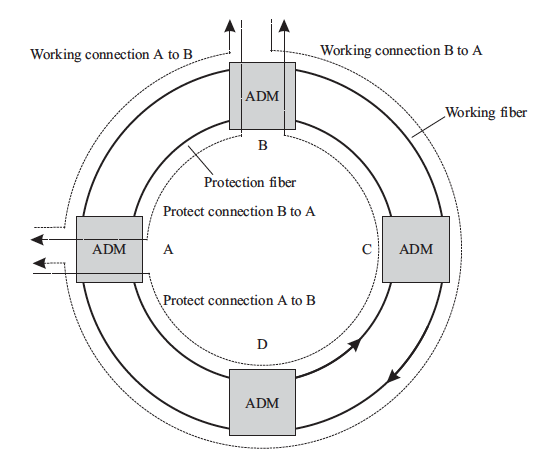 Working connection A to B
Working connection B to A
ADM
Working fiber
B
Protection fiber
Protect connection B to A
ADM
A
C
ADM
Protect connection A to B
D
ADM